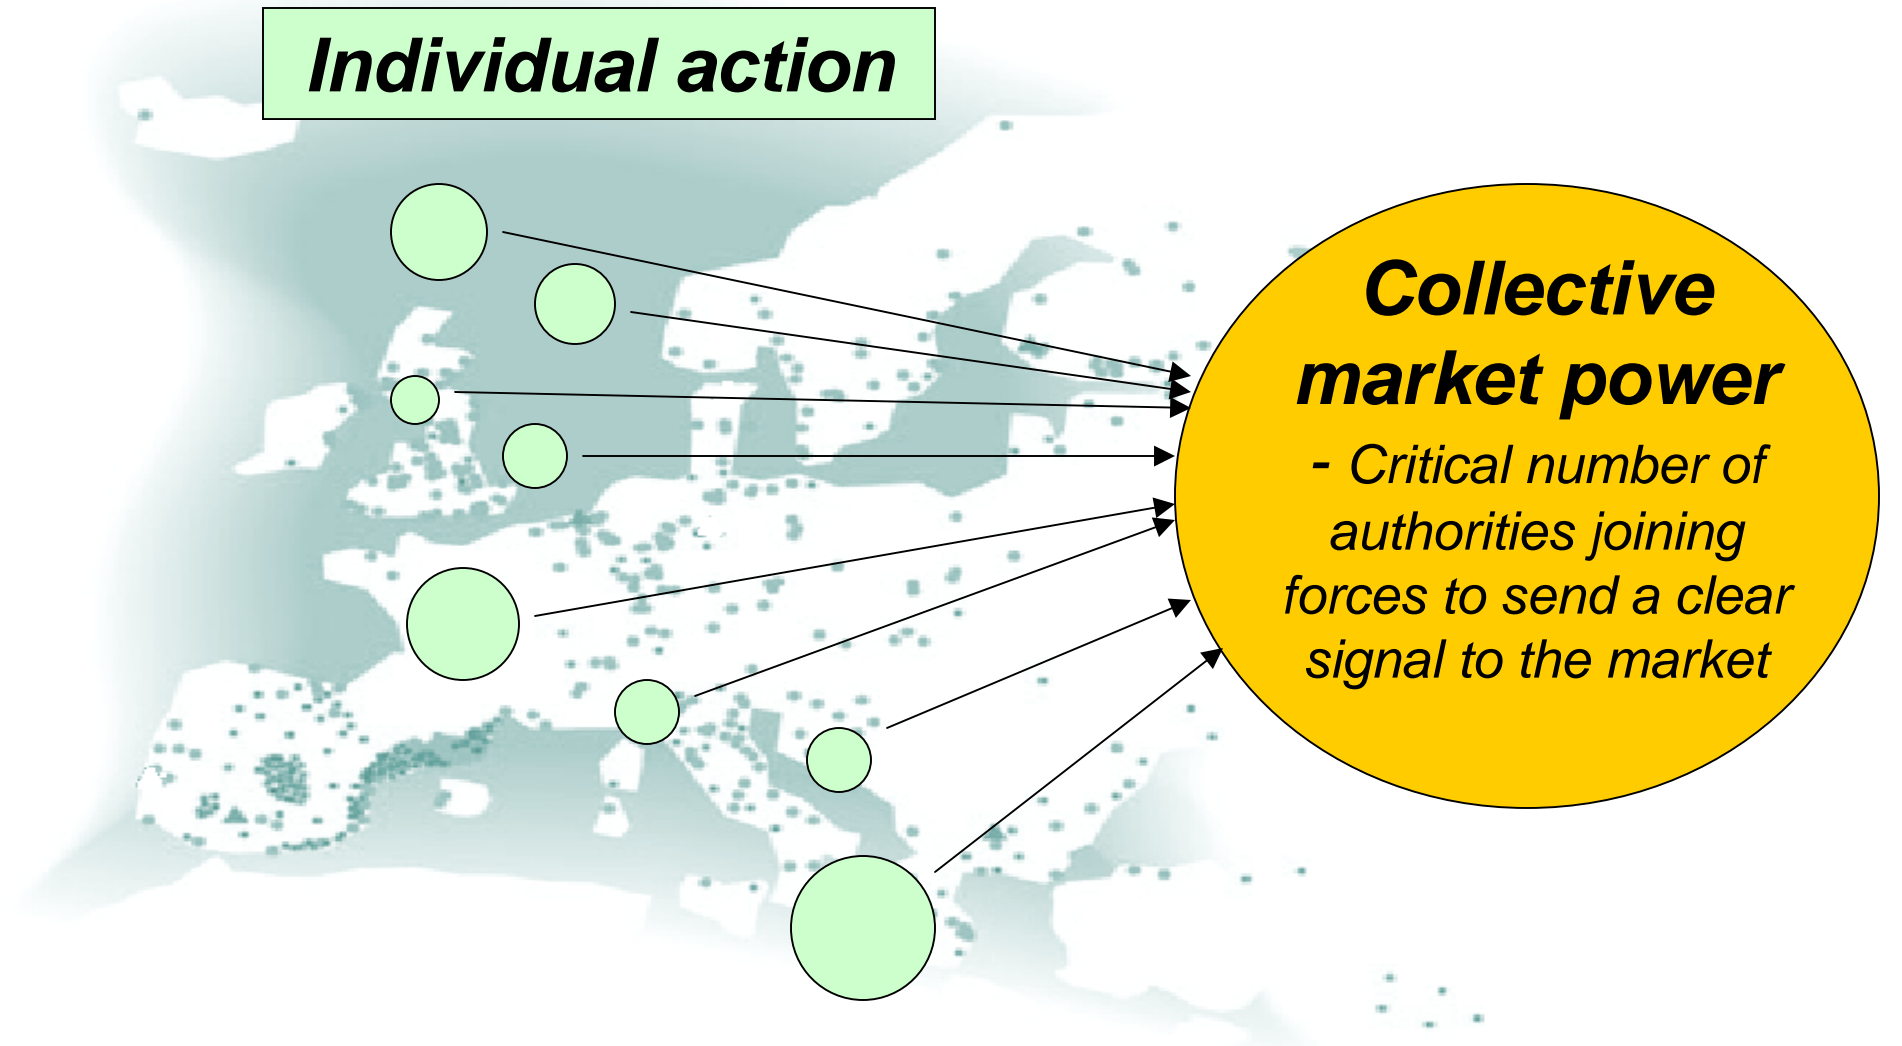 Individual action
Collective
market power
- Critical number of
authorities joining
forces to send a clear
signal to the market